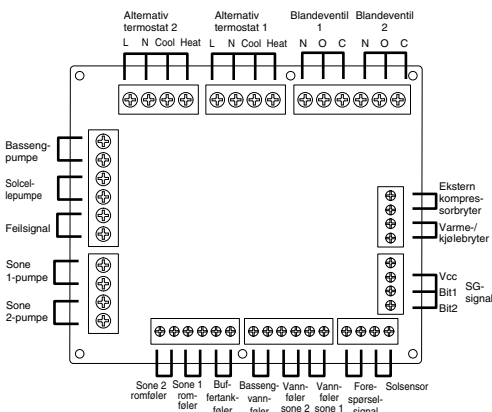 Alternativ
termostat 2
Alternativ
termostat 1
Blandeventil
1
Blandeventil
2
L N Cool Heat
L N Cool Heat
N O C
N O C
Basseng-
pumpe
Solcel-
lepumpe
Feilsignal
Sone
1-pumpe
Sone
2-pumpe
Ekstern
kompres-
sorbryter
Varme-/
kjølebryter
Vcc
Bit1
Bit2
SG-
signal
Sone 2
romføler
Sone 1
rom-
føler
Buf-
fertank-
føler
Basseng-
vann-
føler
Vann-
føler
sone 2
Vann-
føler
sone 1
Fore-
spørsel-
signal
Solsensor